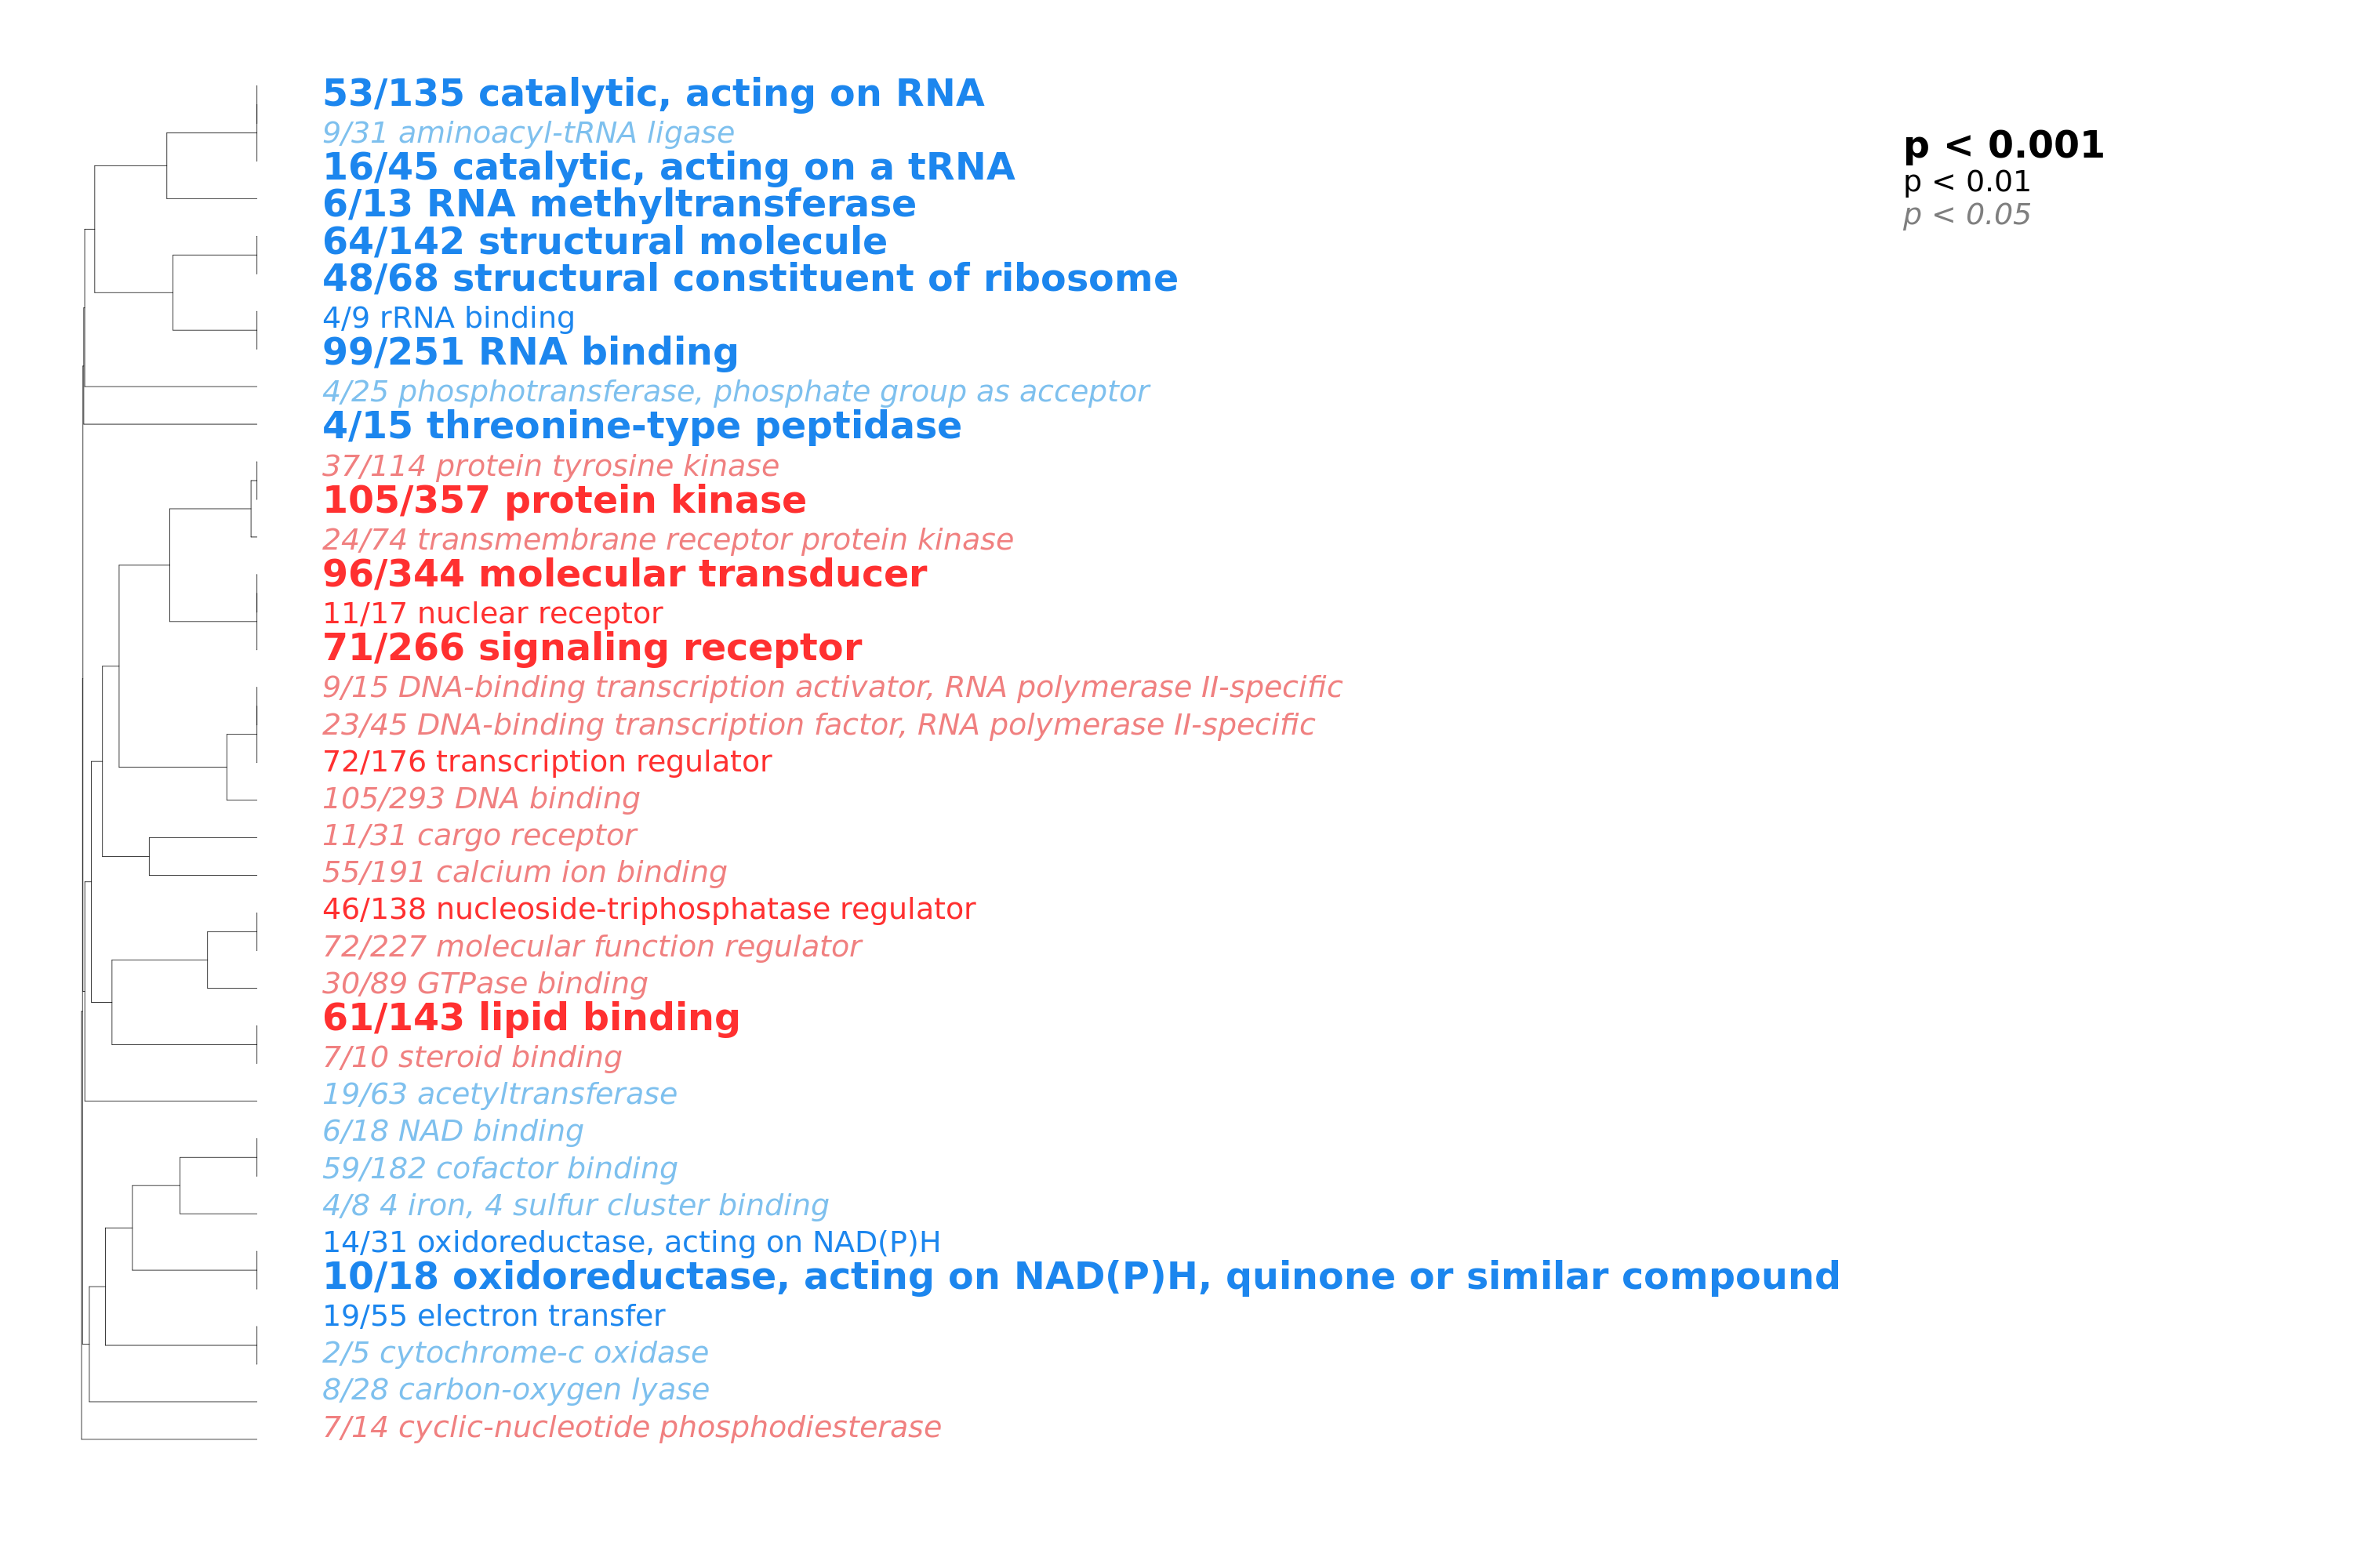 53/135 catalytic, acting on RNA
9/31 aminoacyl-tRNA ligase
16/45 catalytic, acting on a tRNA
6/13 RNA methyltransferase
64/142 structural molecule
48/68 structural constituent of ribosome
4/9 rRNA binding
99/251 RNA binding
4/25 phosphotransferase, phosphate group as acceptor
4/15 threonine-type peptidase
37/114 protein tyrosine kinase
105/357 protein kinase
24/74 transmembrane receptor protein kinase
96/344 molecular transducer
11/17 nuclear receptor
71/266 signaling receptor
9/15 DNA-binding transcription activator, RNA polymerase II-specific
23/45 DNA-binding transcription factor, RNA polymerase II-specific
72/176 transcription regulator
105/293 DNA binding
11/31 cargo receptor
55/191 calcium ion binding
46/138 nucleoside-triphosphatase regulator
72/227 molecular function regulator
30/89 GTPase binding
61/143 lipid binding
7/10 steroid binding
19/63 acetyltransferase
6/18 NAD binding
59/182 cofactor binding
4/8 4 iron, 4 sulfur cluster binding
14/31 oxidoreductase, acting on NAD(P)H
10/18 oxidoreductase, acting on NAD(P)H, quinone or similar compound
19/55 electron transfer
2/5 cytochrome-c oxidase
8/28 carbon-oxygen lyase
7/14 cyclic-nucleotide phosphodiesterase
p < 0.001
p < 0.01
p < 0.05